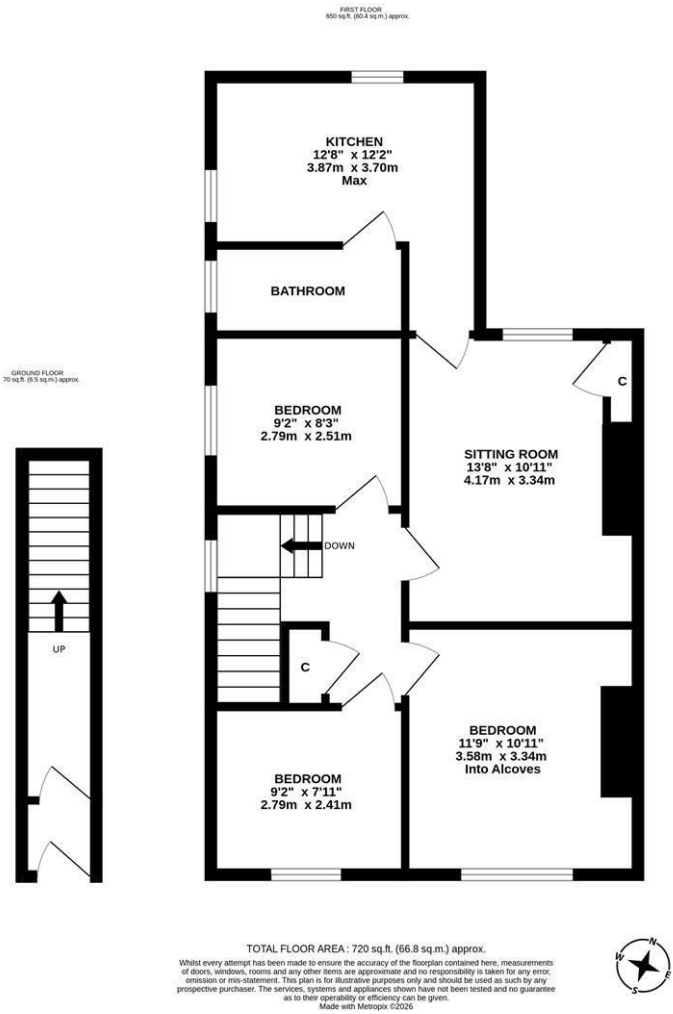 FIRST FLOOR
650 sq.ft. (60.4 sq.m.) approx.
KITCHEN
12'8" x 12'2"
3.87m x 3.70m
Max
BATHROOM
GROUND FLOOR
70 sq.ft. (6.5 sq.m.) approx.
BEDROOM
9'2" x 8'3"
2.79m x 2.51m
C
SITTING ROOM
13'8" x 10'11"
4.17m x 3.34m
DOWN
UP
C
BEDROOM
11'9" x 10'11"
3.58m x 3.34m
Into Alcoves
BEDROOM
9'2" x 7'11"
2.79m x 2.41m
TOTAL FLOOR AREA : 720 sq.ft. (66.8 sq.m.) approx.
Whilst every attempt has been made to ensure the accuracy of the floorplan contained here, measurements
of doors, windows, rooms and any other items are approximate and no responsibility is taken for any error,
omission or mis-statement. This plan is for illustrative purposes only and should be used as such by any
prospective purchaser. The services, systems and appliances shown have not been tested and no guarantee
as to their operability or efficiency can be given.
Made with Metropix ©2026
N
W
E
S